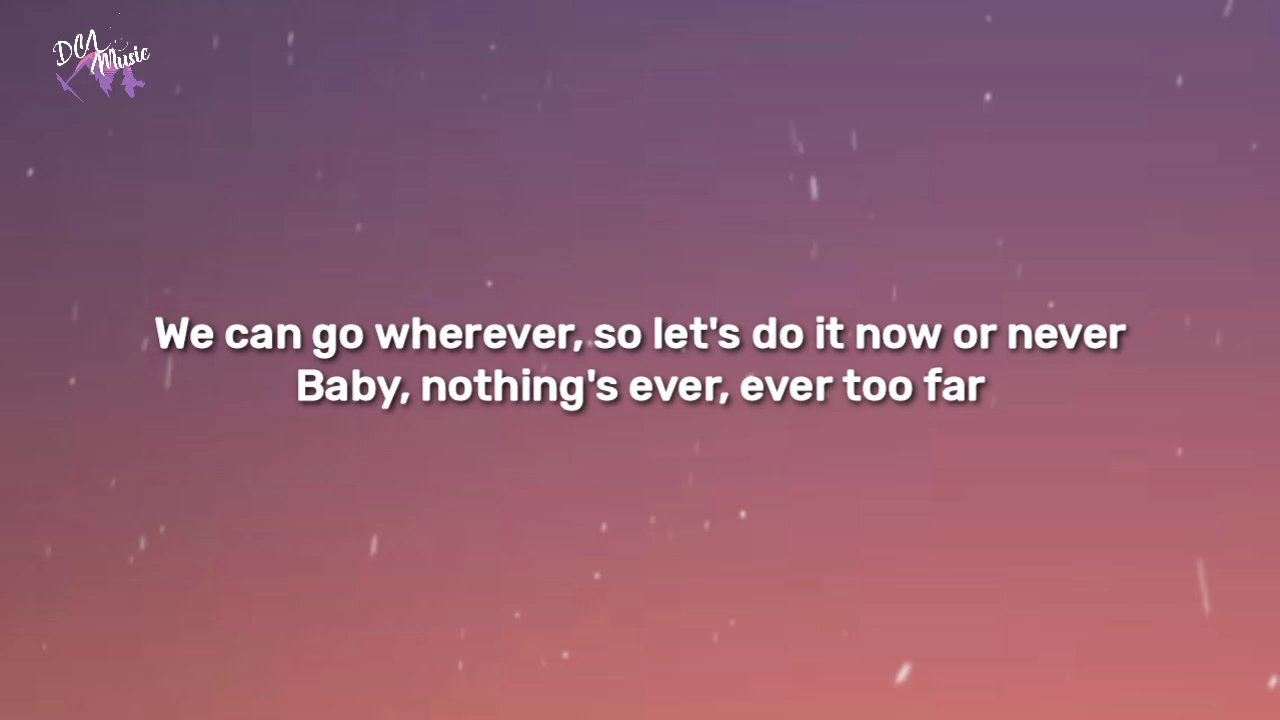 DCA
Music
We can go wherever, so let's do it now or never
Baby, nothing's ever, ever too far